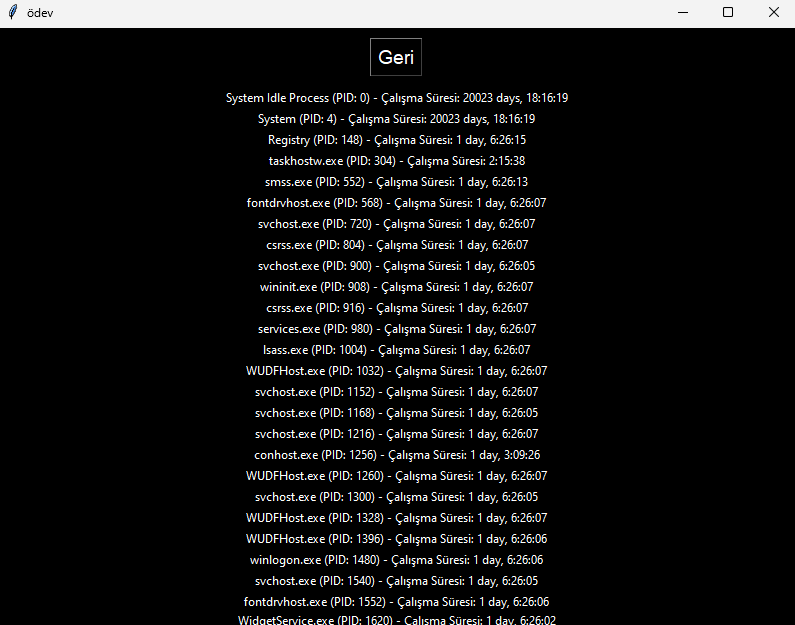 ödev
Geri
System Idle Process (PID: 0) - Çalışma Süresi: 20023 days, 18:16:19
System (PID: 4) - Çalışma Süresi: 20023 days, 18:16:19
Registry (PID: 148) - Çalışma Süresi: 1 day, 6:26:15
taskhostw.exe (PID: 304) - Çalışma Süresi: 2:15:38
smss.exe (PID: 552) - Çalışma Süresi: 1 day, 6:26:13
fontdrvhost.exe (PID: 568) - Çalışma Süresi: 1 day, 6:26:07
svchost.exe (PID: 720) - Çalışma Süresi: 1 day, 6:26:07
csrss.exe (PID: 804) - Çalışma Süresi: 1 day, 6:26:07
svchost.exe (PID: 900) - Çalışma Süresi: 1 day, 6:26:05
wininit.exe (PID: 908) - Çalışma Süresi: 1 day, 6:26:07
csrss.exe (PID: 916) - Çalışma Süresi: 1 day, 6:26:07
services.exe (PID: 980) - Çalışma Süresi: 1 day, 6:26:07
lsass.exe (PID: 1004) - Çalışma Süresi: 1 day, 6:26:07
WUDFHost.exe (PID: 1032) - Çalışma Süresi: 1 day, 6:26:07
svchost.exe (PID: 1152) - Çalışma Süresi: 1 day, 6:26:07
svchost.exe (PID: 1168) - Çalışma Süresi: 1 day, 6:26:05
svchost.exe (PID: 1216) - Çalışma Süresi: 1 day, 6:26:07
conhost.exe (PID: 1256) - Çalışma Süresi: 1 day, 3:09:26
WUDFHost.exe (PID: 1260) - Çalışma Süresi: 1 day, 6:26:07
svchost.exe (PID: 1300) - Çalışma Süresi: 1 day, 6:26:05
WUDFHost.exe (PID: 1328) - Çalışma Süresi: 1 day, 6:26:07
WUDFHost.exe (PID: 1396) - Çalışma Süresi: 1 day, 6:26:06
winlogon.exe (PID: 1480) - Çalışma Süresi: 1 day, 6:26:06
svchost.exe (PID: 1540) - Çalışma Süresi: 1 day, 6:26:05
fontdrvhost.exe (PID: 1552) - Çalışma Süresi: 1 day, 6:26:06
WidgetService.exe (PID: 1620) - Çalışma Süresi: 1 day, 6:26:02